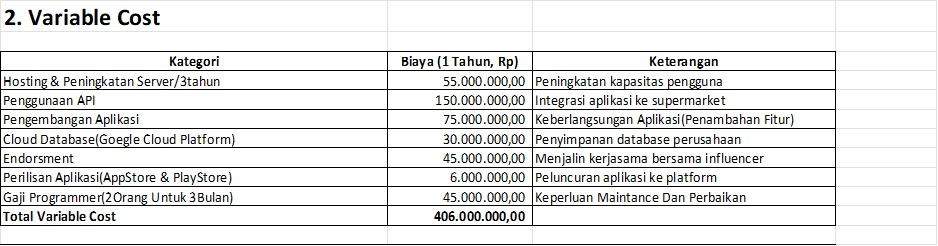 2. Variable Cost
Kategori Biaya (1 Tahun, Rp) Keterangan
Hosting & Peningkatan Server/3tahun 55.000.000,00 Peningkatan kapasitas pengguna
Penggunaan API 150.000.000,00 Integrasi aplikasi ke supermarket
Pengembangan Aplikasi 75.000.000,00 Keberlangsungan Aplikasi(Penambahan Fitur)
Cloud Database(Goegle Cloud Platform) 30.000.000,00 Penyimpanan database perusahaan
Endorsment 45.000.000,00 Menjalin kerjasama bersama influencer
Perilisan Aplikasi(AppStore & PlayStore) 6.000.000,00 Peluncuran aplikasi ke platform
Gaji Programmer(2Orang Untuk 3Bulan) 45.000.000,00 Keperluan Maintance Dan Perbaikan
Total Variable Cost 406.000.000,00